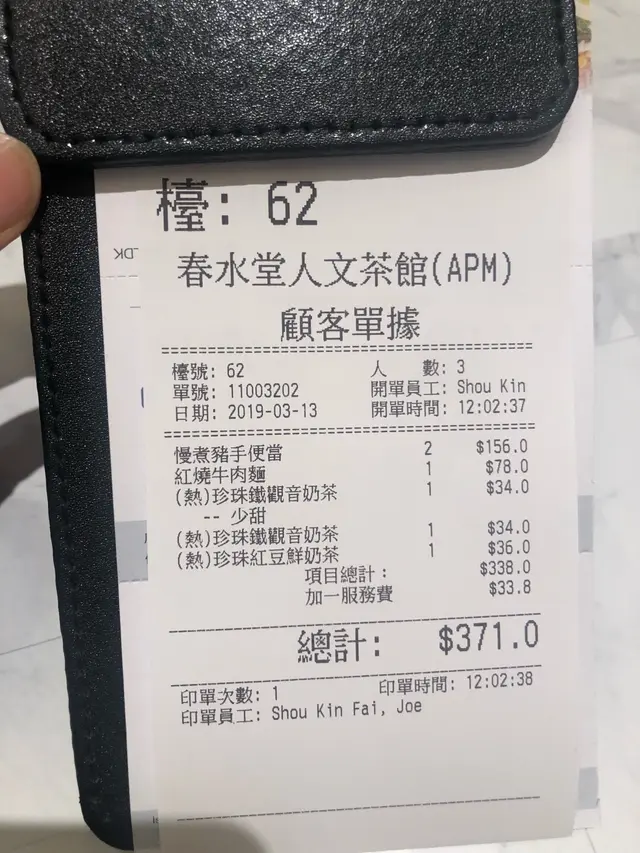 檯: 62
春水堂人文茶館(APM)
顧客單據
檯號: 62 人 數: 3
單號: 11003202 開單員工: Shou Kin
日期: 2019-03-13 開單時間: 12:02:37
慢煮豬手便當 2 $156.0
紅燒牛肉麵 1 $78.0
(熱)珍珠鐵觀音奶茶 1 $34.0
-- 少甜
(熱)珍珠鐵觀音奶茶 1 $34.0
(熱)珍珠紅豆鮮奶茶 1 $36.0
項目總計: $338.0
加一服務費 $33.8
總計: $371.0
印單次數: 1 印單時間: 12:02:38
印單員工: Shou Kin Fai, Joe